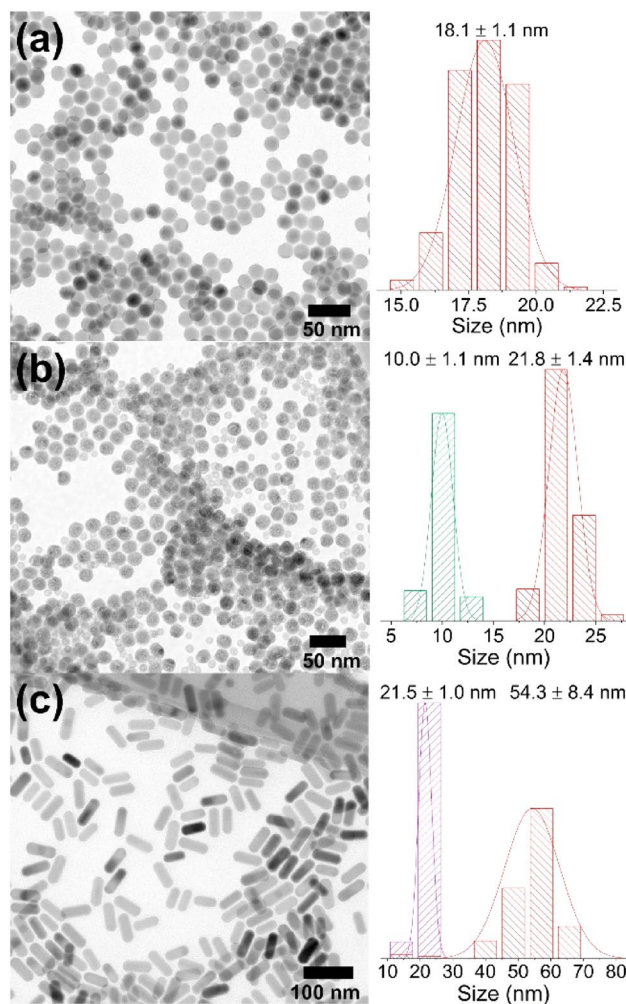 (a)
50 nm
18.1 ± 1.1 nm
15.0 17.5 20.0 22.5
Size (nm)
(b)
50 nm
10.0 ± 1.1 nm 21.8 ± 1.4 nm
5 10 15 20 25
Size (nm)
(c)
100 nm
21.5 ± 1.0 nm 54.3 ± 8.4 nm
10 20 30 40 50 60 70 80
Size (nm)